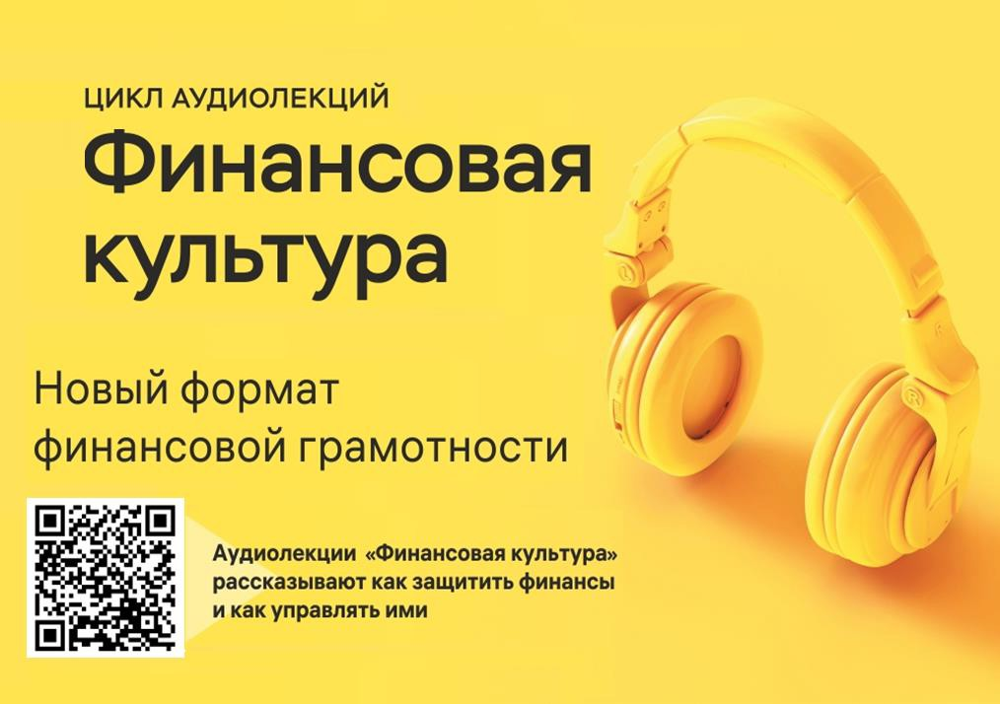 ЦИКЛ АУДИОЛЕКЦИЙ
Финансовая
культура
Новый формат
финансовой грамотности
Аудиолекции «Финансовая культура»
рассказывают как защитить финансы
и как управлять ими
L
R